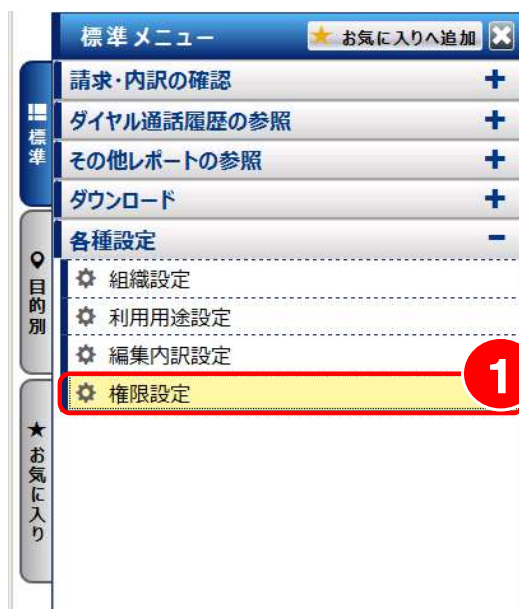 標準メニュー
お気に入りへ追加
標準
目的別
お気に入り
請求・内訳の確認
ダイヤル通話履歴の参照
その他レポートの参照
ダウンロード
各種設定
組織設定
利用用途設定
編集内訳設定
権限設定
1